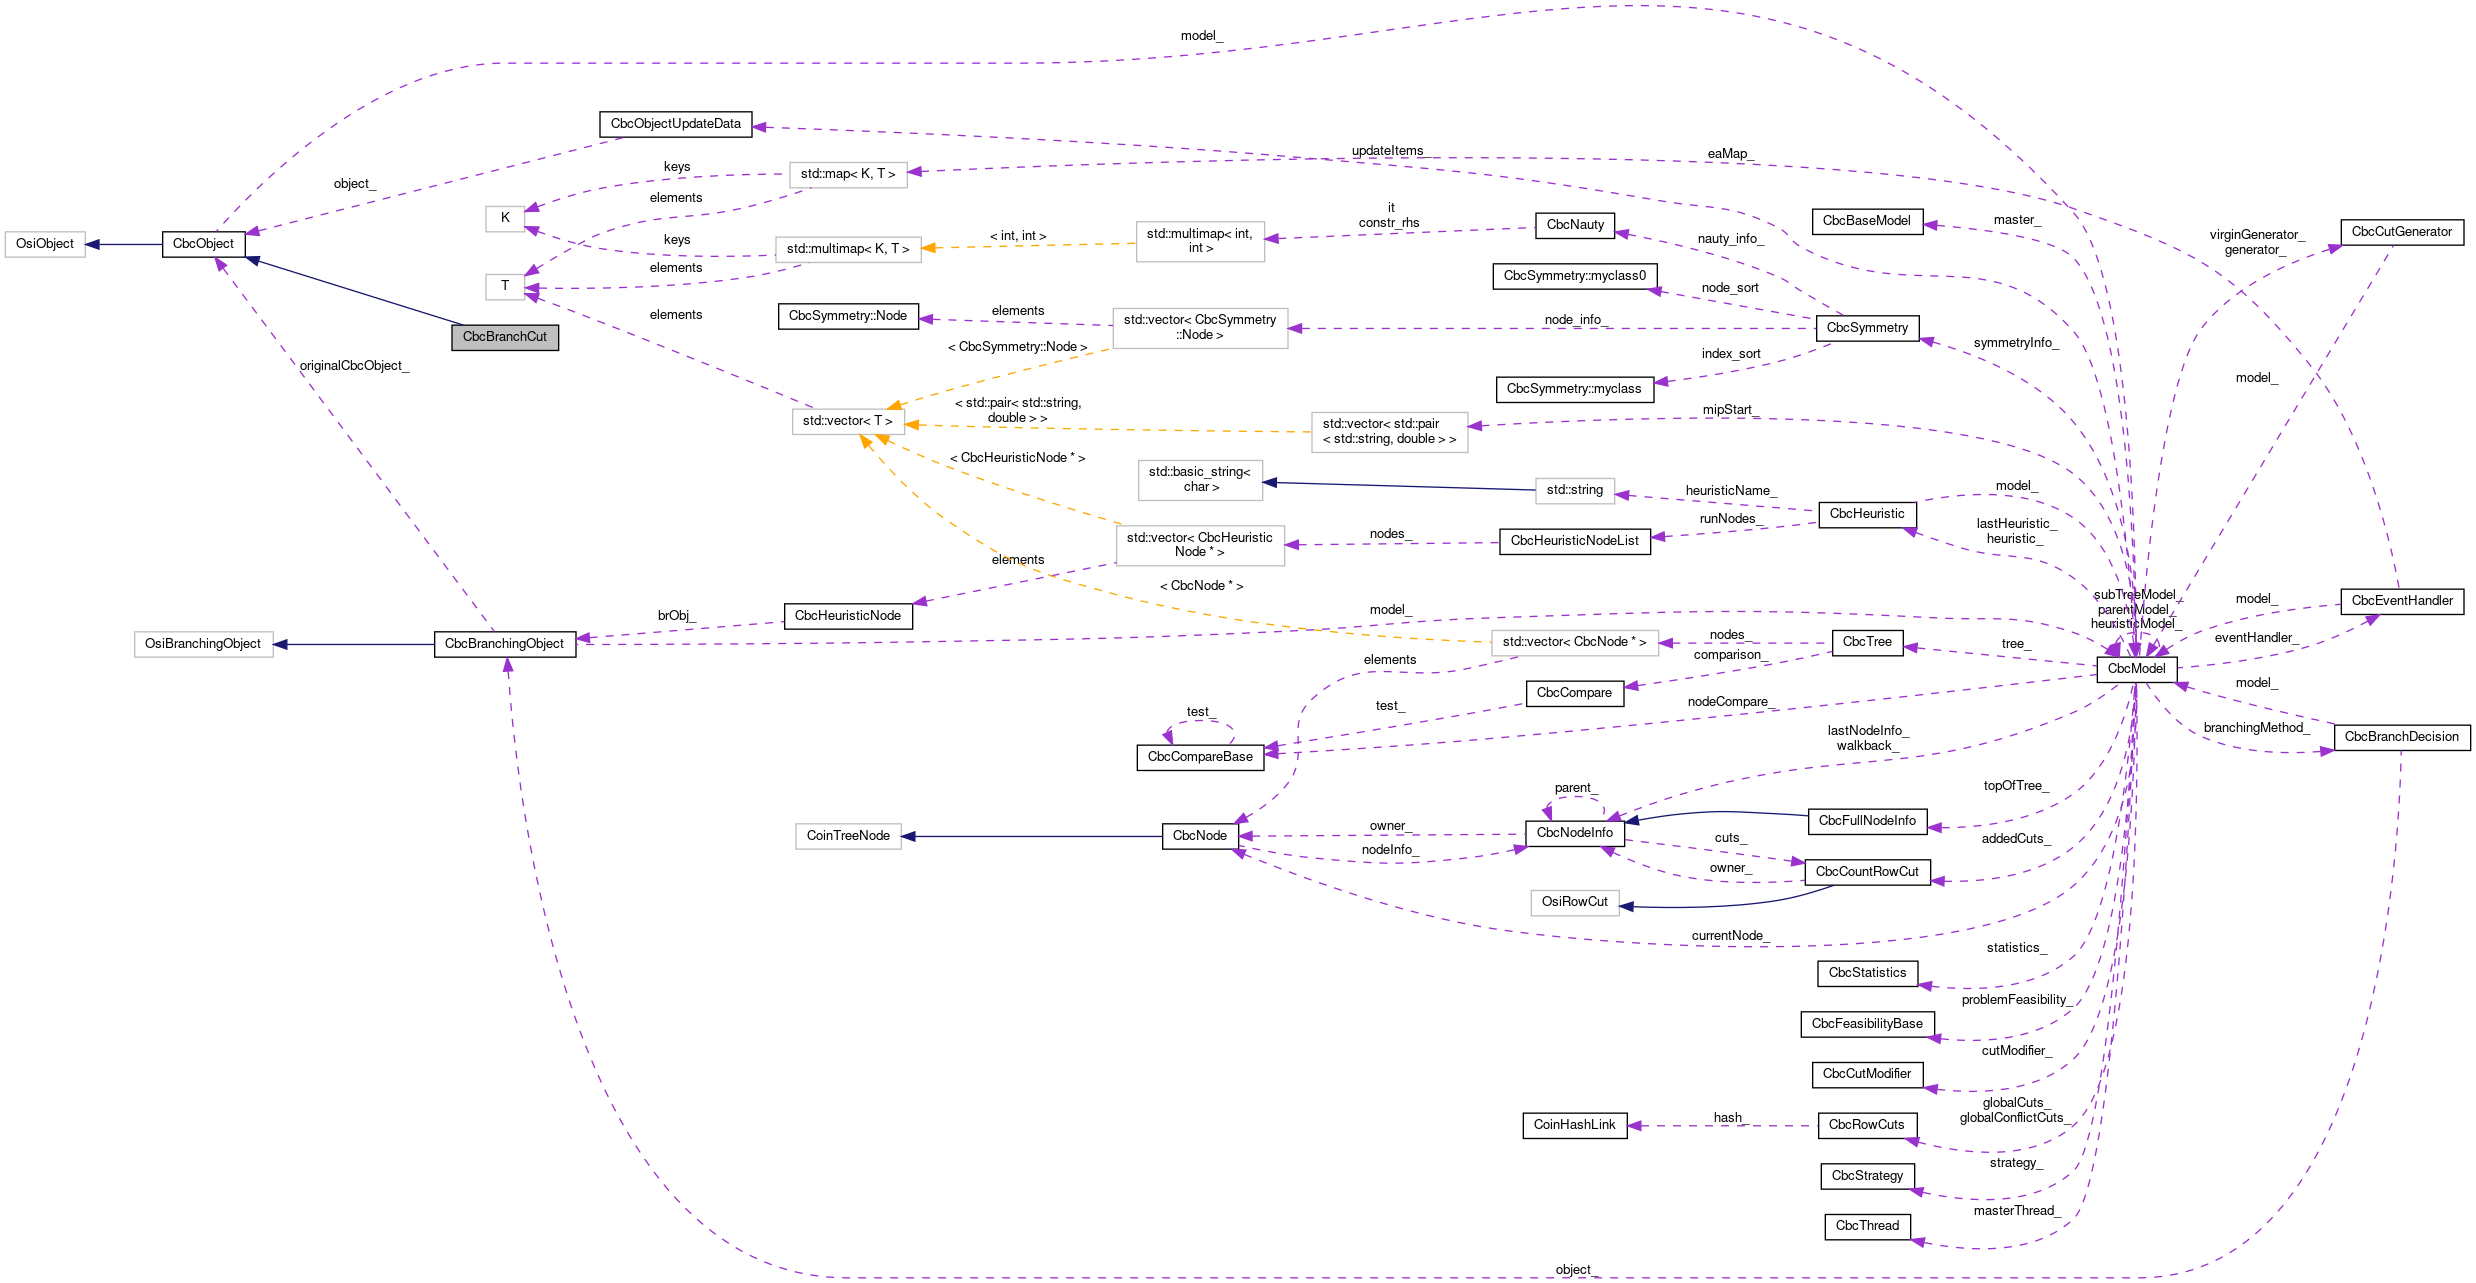 model_
CbcObjectUpdateData
updateItems_
eaMap_
keys
std::map< K, T >
object_
elements
K
it
constr_rhs
CbcNauty
CbcBaseModel
master_
OsiObject
CbcObject
keys
std::multimap< K, T >
< int, int >
std::multimap< int,
int >
nauty_info_
virginGenerator_
generator_
CbcCutGenerator
elements
T
CbcSymmetry::myclass0
node_sort
elements
CbcSymmetry::Node
elements
std::vector< CbcSymmetry
::Node >
node_info_
CbcSymmetry
CbcBranchCut
< CbcSymmetry::Node >
index_sort
symmetryInfo_
originalCbcObject_
CbcSymmetry::myclass
model_
std::vector< T >
< std::pair< std::string,
double > >
std::vector< std::pair
< std::string, double > >
mipStart_
< CbcHeuristicNode * >
std::basic_string<
char >
std::string
heuristicName_
model_
runNodes_
CbcHeuristic
lastHeuristic_
heuristic_
std::vector< CbcHeuristic
Node * >
nodes_
CbcHeuristicNodeList
elements
< CbcNode * >
subTreeModel_
parentModel_
heuristicModel_
model_
CbcEventHandler
brObj_
CbcHeuristicNode
model_
OsiBranchingObject
CbcBranchingObject
std::vector< CbcNode * >
nodes_
CbcTree
tree_
eventHandler_
elements
comparison_
CbcModel
model_
test_
test_
CbcCompare
nodeCompare_
CbcCompareBase
lastNodeInfo_
walkback_
branchingMethod_
CbcBranchDecision
parent_
topOfTree_
CoinTreeNode
CbcNode
owner_
nodeInfo_
CbcNodeInfo
cuts_
CbcFullNodeInfo
owner_
CbcCountRowCut
addedCuts_
OsiRowCut
currentNode_
statistics_
CbcStatistics
problemFeasibility_
CbcFeasibilityBase
cutModifier_
CbcCutModifier
globalCuts_
globalConflictCuts_
CoinHashLink
hash_
CbcRowCuts
strategy_
CbcStrategy
masterThread_
CbcThread
object_